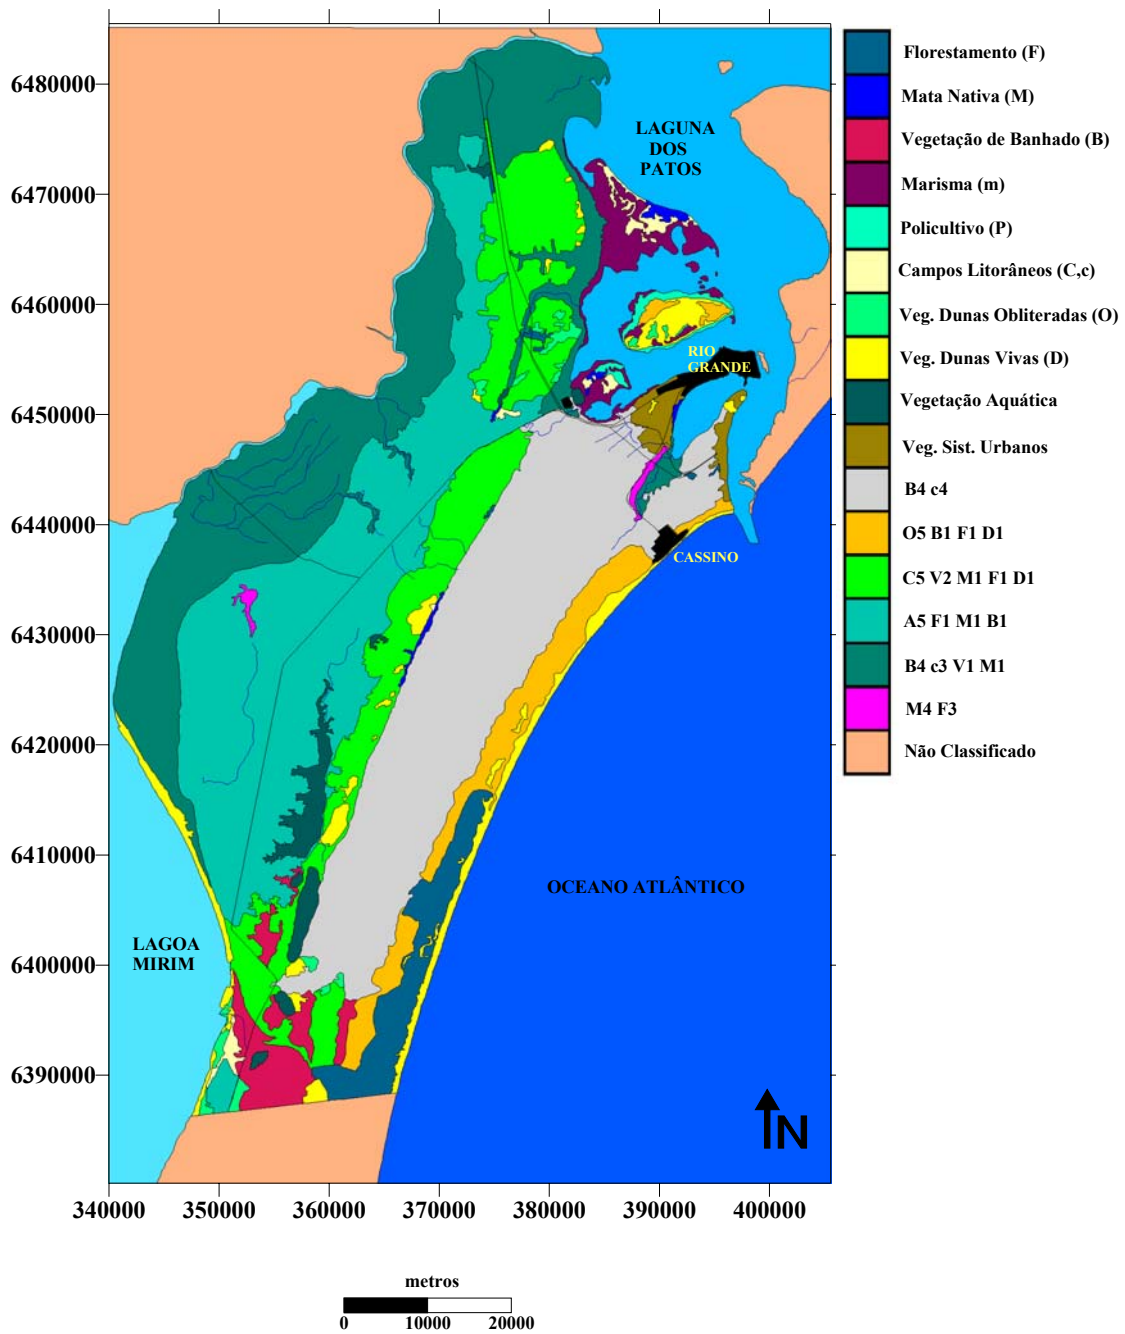 6480000
6470000
6460000
6450000
6440000
6430000
6420000
6410000
6400000
6390000
340000 350000 360000 370000 380000 390000 400000
LAGUNA
DOS
PATOS
RIO
GRANDE
CASSINO
OCEANO ATLÂNTICO
LAGOA
MIRIM
N
Florestamento (F)
Mata Nativa (M)
Vegetação de Banhado (B)
Marisma (m)
Policultivo (P)
Campos Litorâneos (C,c)
Veg. Dunas Obliteradas (O)
Veg. Dunas Vivas (D)
Vegetação Aquática
Veg. Sist. Urbanos
B4 c4
O5 B1 F1 D1
C5 V2 M1 F1 D1
A5 F1 M1 B1
B4 c3 V1 M1
M4 F3
Não Classificado
metros
0 10000 20000